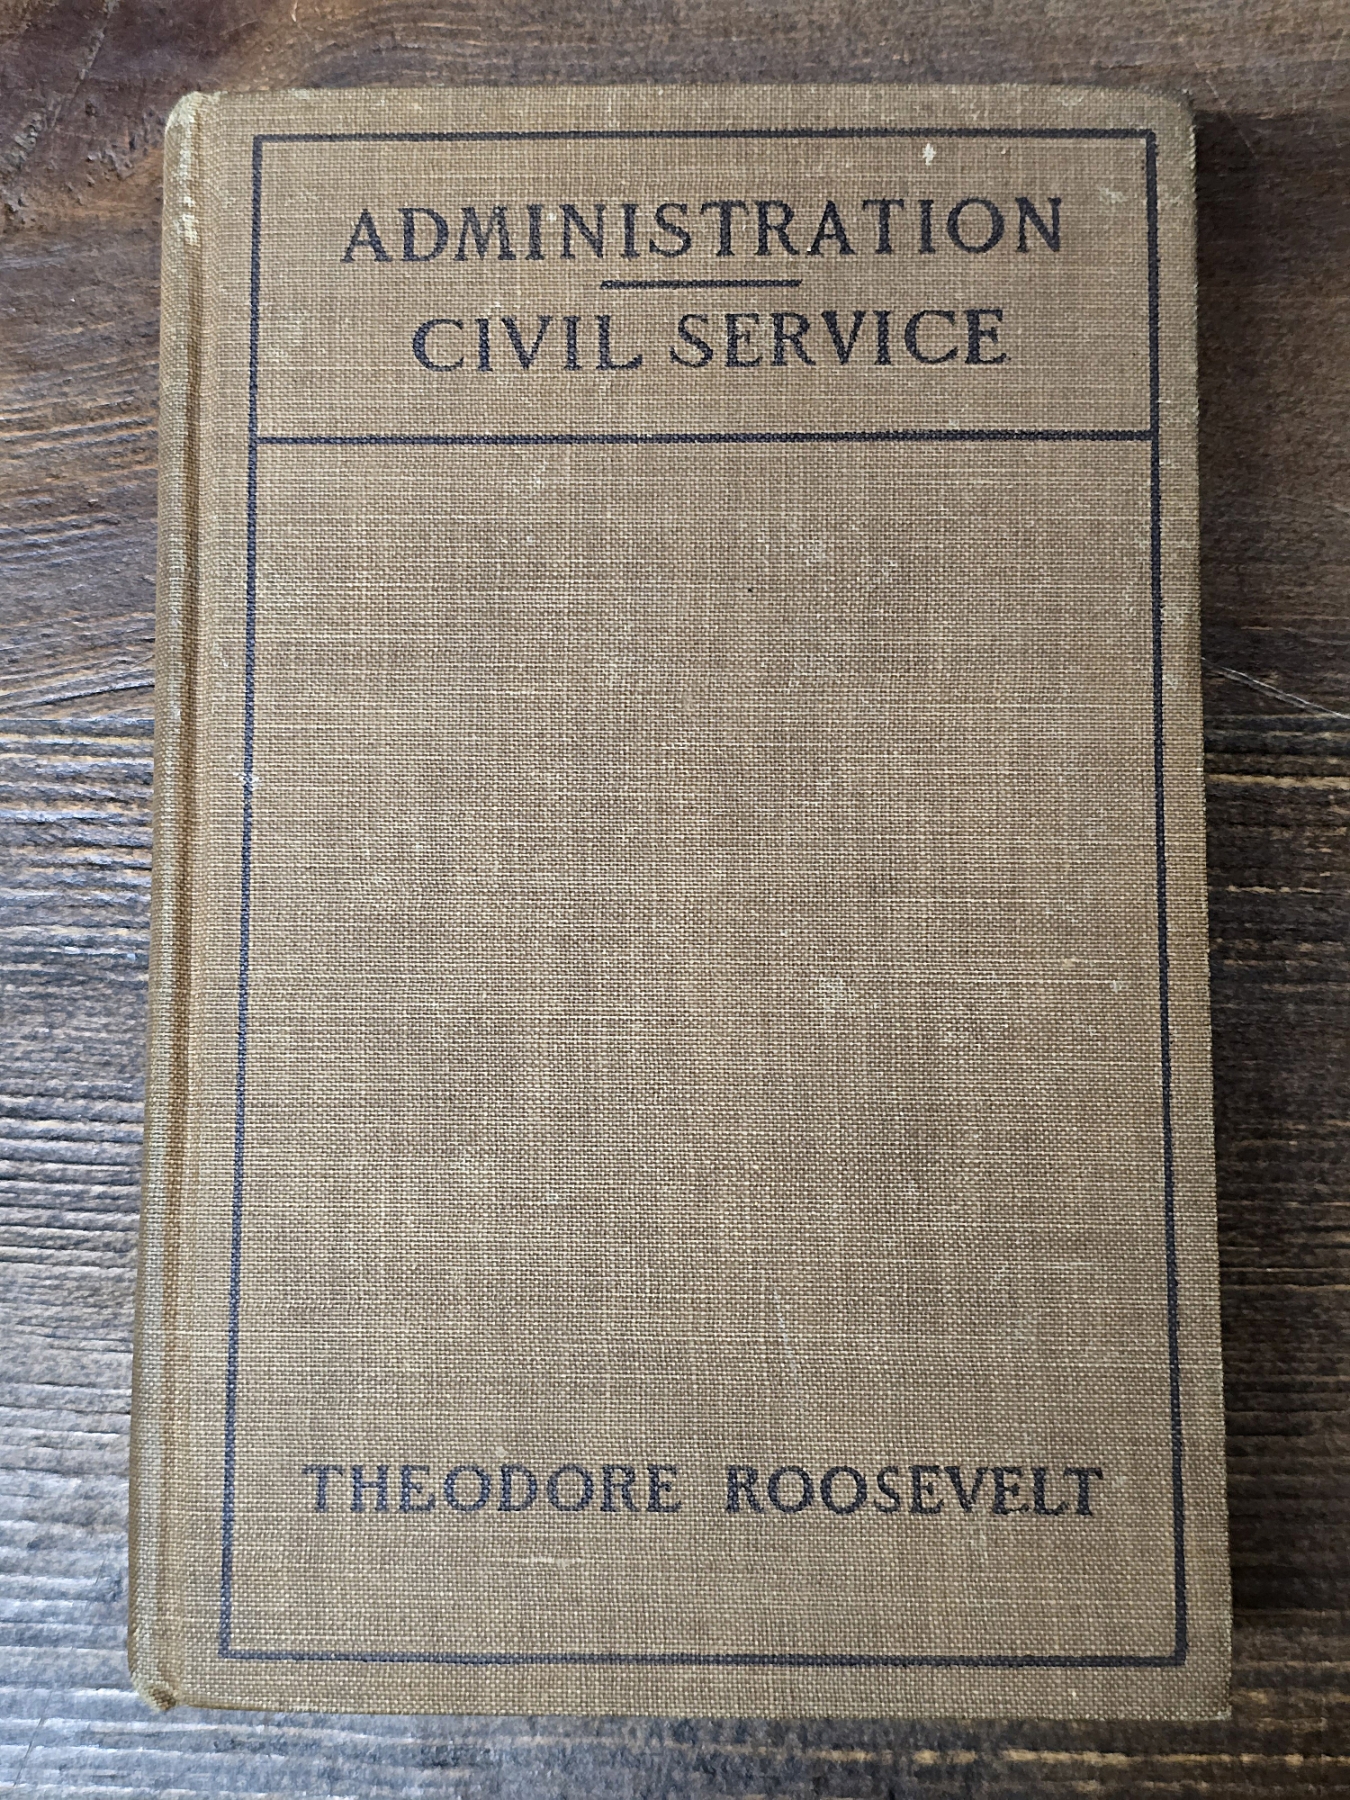 ADMINISTRATION
CIVIL SERVICE
THEODORE ROOSEVELT